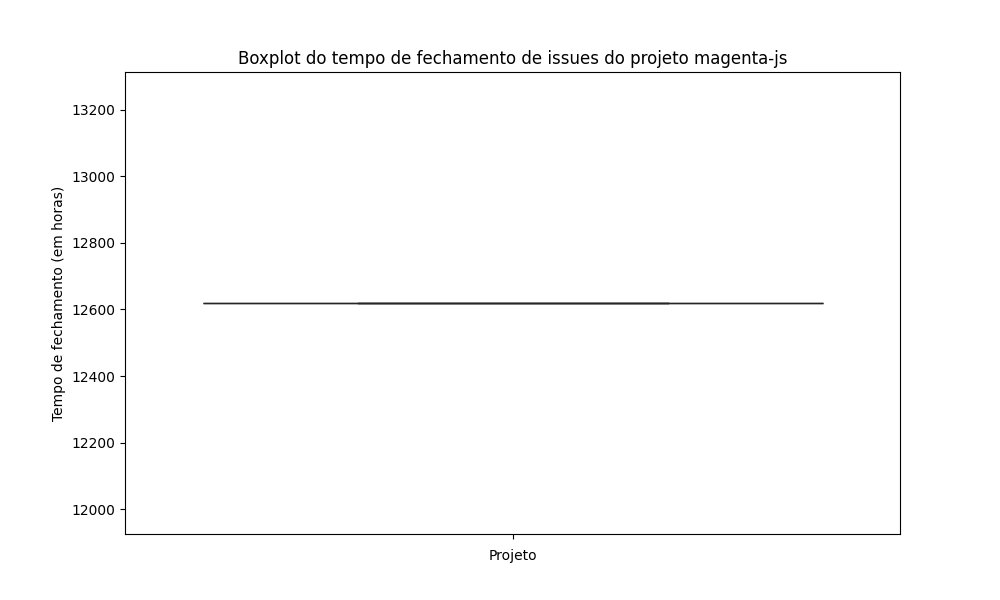 Boxplot do tempo de fechamento de issues do projeto magenta-js
Tempo de fechamento (em horas)
13200
13000
12800
12600
12400
12200
12000
Projeto